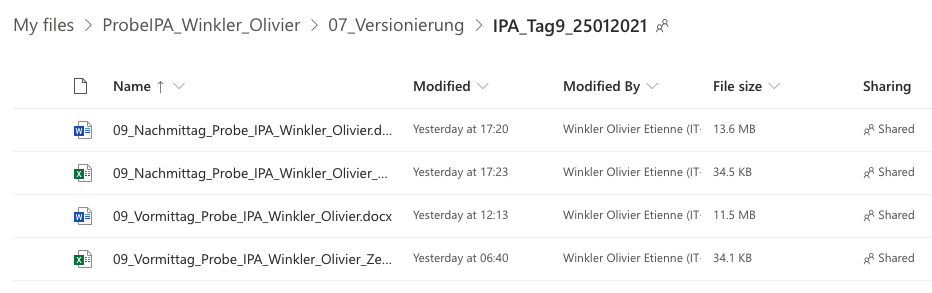 My files > ProbeIPA_Winkler_Olivier > 07_Versionierung > IPA_Tag9_25012021
Name ↑ Modified Modified By File size Sharing
09_Nachmittag_Probe_IPA_Winkler_Olivier.d... Yesterday at 17:20 Winkler Olivier Etienne (IT- 13.6 MB Shared
09_Nachmittag_Probe_IPA_Winkler_Olivier_... Yesterday at 17:23 Winkler Olivier Etienne (IT- 34.5 KB Shared
09_Vormittag_Probe_IPA_Winkler_Olivier.docx Yesterday at 12:13 Winkler Olivier Etienne (IT- 11.5 MB Shared
09_Vormittag_Probe_IPA_Winkler_Olivier_Ze... Yesterday at 06:40 Winkler Olivier Etienne (IT- 34.1 KB Shared